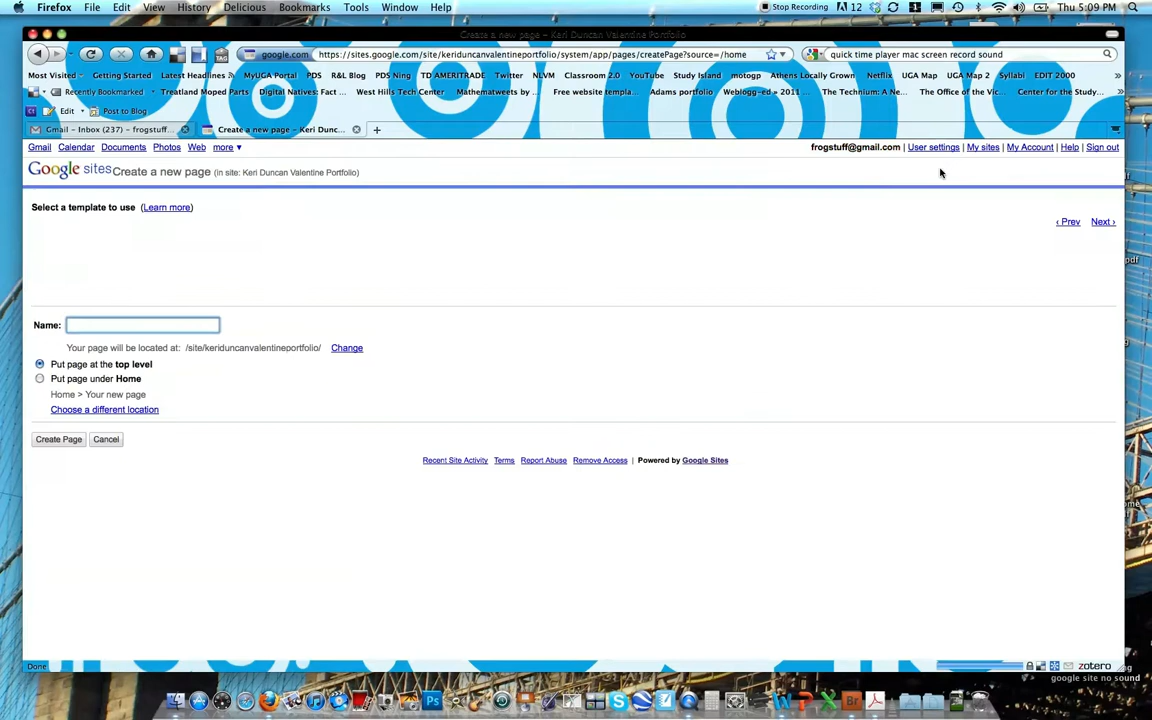 Firefox File Edit View History Delicious Bookmarks Tools Window Help Stop Recording 12 Thu 5:09 PM
Create a new page – Keri Duncan Valentine Portfolio
google.com https://sites.google.com/site/keriduncanvalentineportfolio/system/app/pages/createPage?source=/home quick time player mac screen record sound
Most Visited Getting Started Latest Headlines MyUGA Portal PDS R&L Blog PDS Ning TD AMERITRADE Twitter NLVM Classroom 2.0 YouTube Study Island motogp Athens Locally Grown Netflix UGA Map UGA Map 2 Syllabi EDIT 2000 »
Recently Bookmarked Treatland Moped Parts Digital Natives: Fact ... West Hills Tech Center Mathematweets by ... Free website templa... Adams portfolio Weblogg-ed » 2011 ... The Technium: A Ne... The Office of the Vic... Center for the Study... »
Edit Post to Blog
Gmail – Inbox (237) – frogstuff... Create a new page – Keri Dunc... +
Gmail Calendar Documents Photos Web more ▼ frogstuff@gmail.com | User settings | My sites | My Account | Help | Sign out
Google sites Create a new page (in site: Keri Duncan Valentine Portfolio)
Select a template to use (Learn more)
‹ Prev Next ›
Name:
Your page will be located at: /site/keriduncanvalentineportfolio/ Change
Put page at the top level
Put page under Home
Home > Your new page
Choose a different location
Create Page Cancel
Recent Site Activity Terms Report Abuse Remove Access | Powered by Google Sites
Done zotero
google site no sound